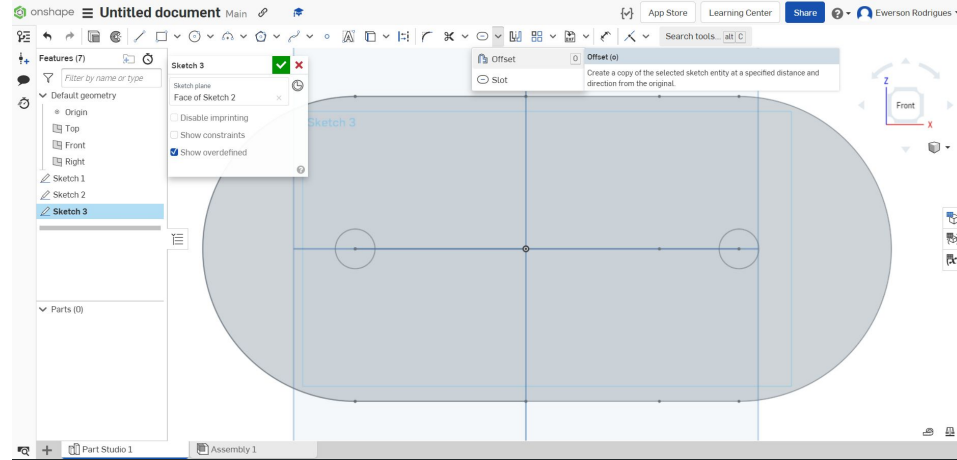 onshape Untitled document Main App Store Learning Center Share Ewerson Rodrigues
Search tools... alt C
Features (7)
Filter by name or type
Default geometry
Origin
Top
Front
Right
Sketch 1
Sketch 2
Sketch 3
Parts (0)
Sketch 3
Sketch plane
Face of Sketch 2
Disable imprinting
Show constraints
Show overdefined
Offset O
Slot
Offset (o)
Create a copy of the selected sketch entity at a specified distance and
direction from the original.
Sketch 3
Z
Front
X
Part Studio 1 Assembly 1